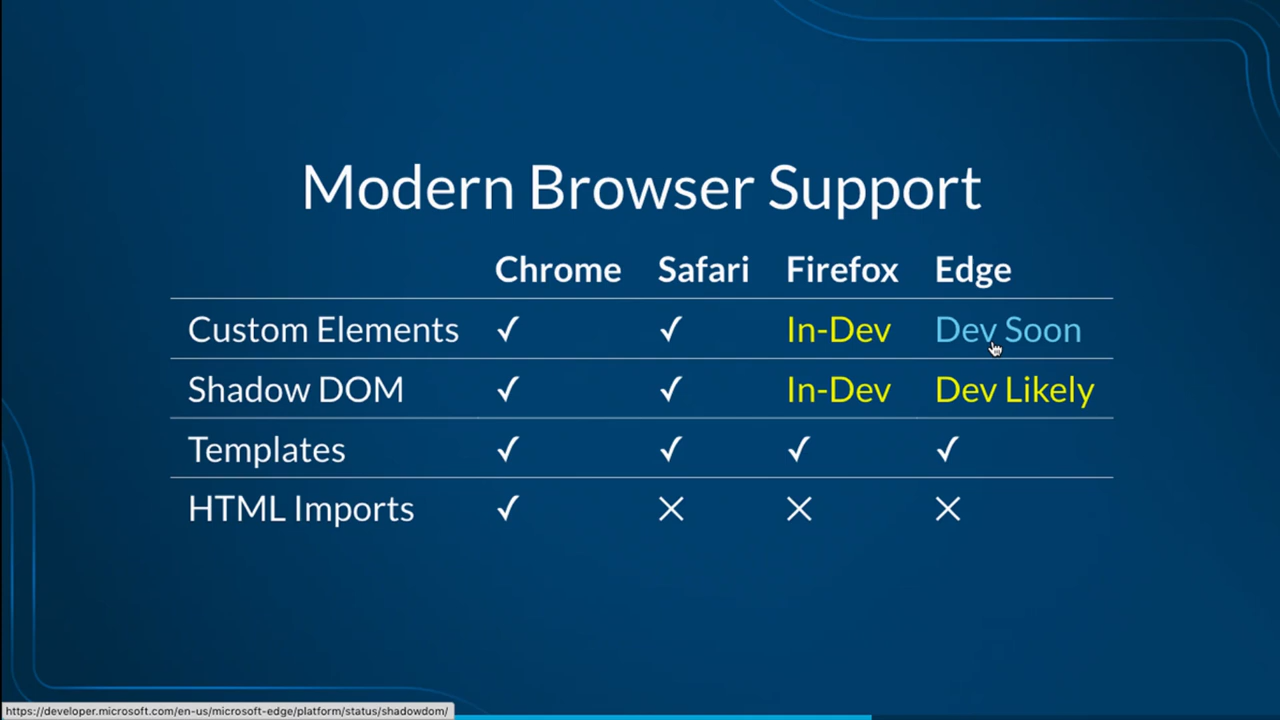 Modern Browser Support
Chrome Safari Firefox Edge
Custom Elements ✓ ✓ In-Dev Dev Soon
Shadow DOM ✓ ✓ In-Dev Dev Likely
Templates ✓ ✓ ✓ ✓
HTML Imports ✓ × × ×
https://developer.microsoft.com/en-us/microsoft-edge/platform/status/shadowdom/